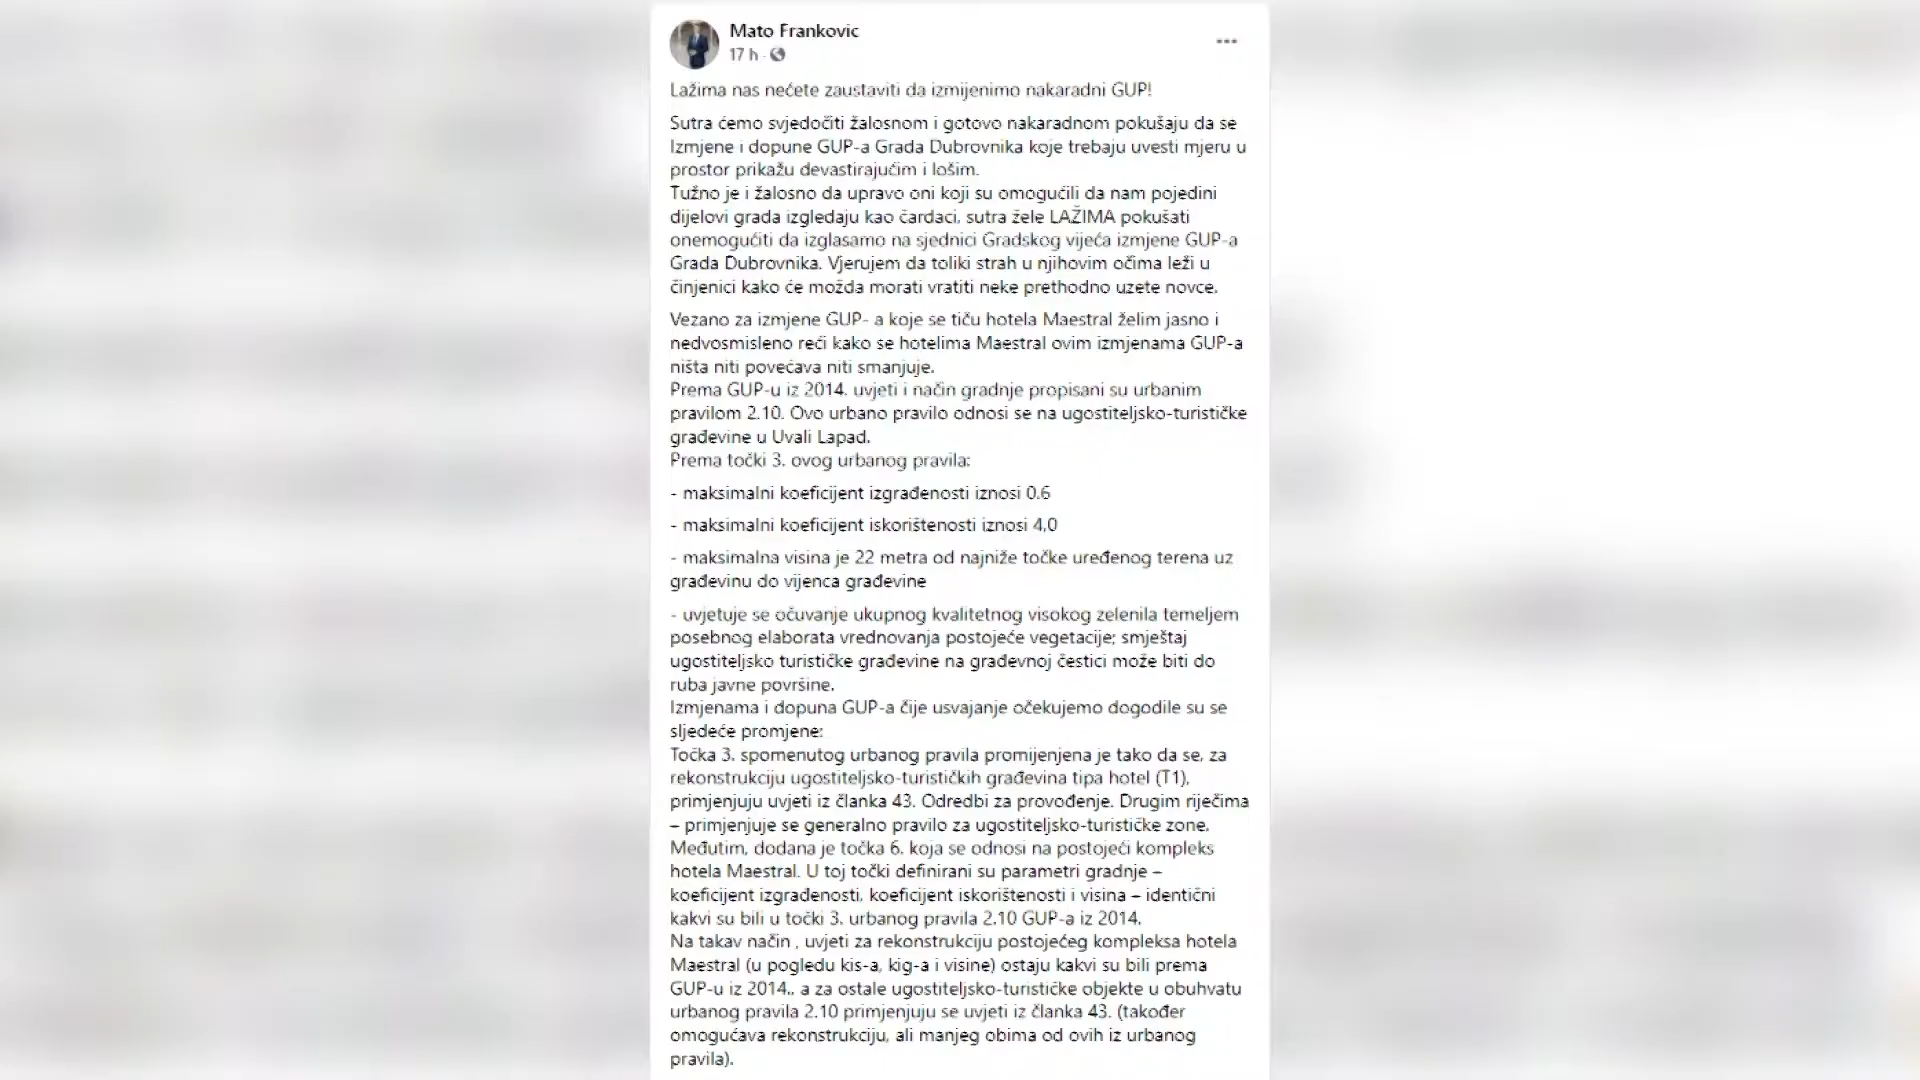 Mato Frankovic
17 h ·
Lažima nas nećete zaustaviti da izmijenimo nakaradni GUP!
Sutra ćemo svjedočiti žalosnom i gotovo nakaradnom pokušaju da se
Izmjene i dopune GUP-a Grada Dubrovnika koje trebaju uvesti mjeru u
prostor prikažu devastirajućim i lošim.
Tužno je i žalosno da upravo oni koji su omogućili da nam pojedini
dijelovi grada izgledaju kao čardaci, sutra žele LAŽIMA pokušati
onemogućiti da izglasamo na sjednici Gradskog vijeća izmjene GUP-a
Grada Dubrovnika. Vjerujem da toliki strah u njihovim očima leži u
činjenici kako će možda morati vratiti neke prethodno uzete novce.
Vezano za izmjene GUP- a koje se tiču hotela Maestral želim jasno i
nedvosmisleno reći kako se hotelima Maestral ovim izmjenama GUP-a
ništa niti povećava niti smanjuje.
Prema GUP-u iz 2014. uvjeti i način gradnje propisani su urbanim
pravilom 2.10. Ovo urbano pravilo odnosi se na ugostiteljsko-turističke
građevine u Uvali Lapad.
Prema točki 3. ovog urbanog pravila:
- maksimalni koeficijent izgrađenosti iznosi 0.6
- maksimalni koeficijent iskorištenosti iznosi 4,0
- maksimalna visina je 22 metra od najniže točke uređenog terena uz
građevinu do vijenca građevine
- uvjetuje se očuvanje ukupnog kvalitetnog visokog zelenila temeljem
posebnog elaborata vrednovanja postojeće vegetacije; smještaj
ugostiteljsko turističke građevine na građevnoj čestici može biti do
ruba javne površine.
Izmjenama i dopuna GUP-a čije usvajanje očekujemo dogodile su se
sljedeće promjene:
Točka 3. spomenutog urbanog pravila promijenjena je tako da se, za
rekonstrukciju ugostiteljsko-turističkih građevina tipa hotel (T1),
primjenjuju uvjeti iz članka 43. Odredbi za provođenje. Drugim riječima
– primjenjuje se generalno pravilo za ugostiteljsko-turističke zone.
Međutim, dodana je točka 6. koja se odnosi na postojeći kompleks
hotela Maestral. U toj točki definirani su parametri gradnje –
koeficijent izgrađenosti, koeficijent iskorištenosti i visina – identični
kakvi su bili u točki 3. urbanog pravila 2.10 GUP-a iz 2014.
Na takav način , uvjeti za rekonstrukciju postojećeg kompleksa hotela
Maestral (u pogledu kis-a, kig-a i visine) ostaju kakvi su bili prema
GUP-u iz 2014., a za ostale ugostiteljsko-turističke objekte u obuhvatu
urbanog pravila 2.10 primjenjuju se uvjeti iz članka 43. (također
omogućava rekonstrukciju, ali manjeg obima od ovih iz urbanog
pravila).